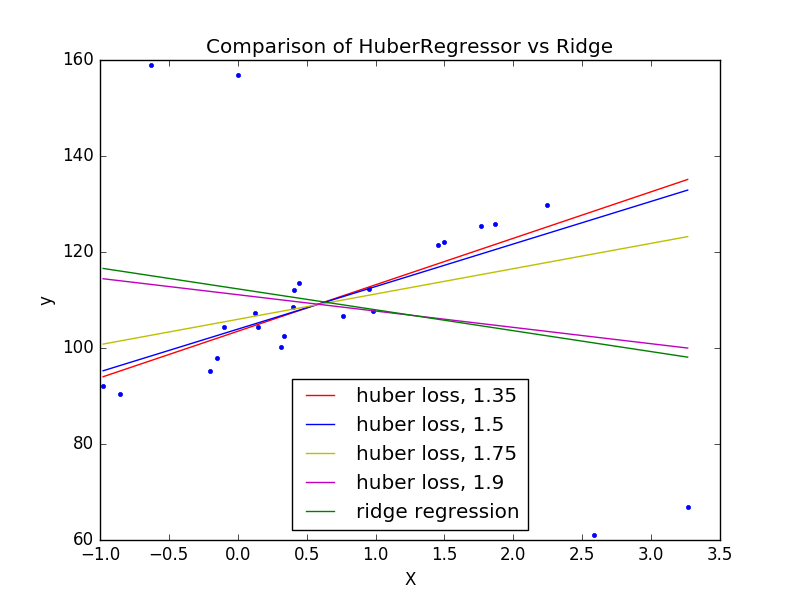 Comparison of HuberRegressor vs Ridge
160
140
120
100
80
60
y
huber loss, 1.35
huber loss, 1.5
huber loss, 1.75
huber loss, 1.9
ridge regression
−1.0 −0.5 0.0 0.5 1.0 1.5 2.0 2.5 3.0 3.5
X